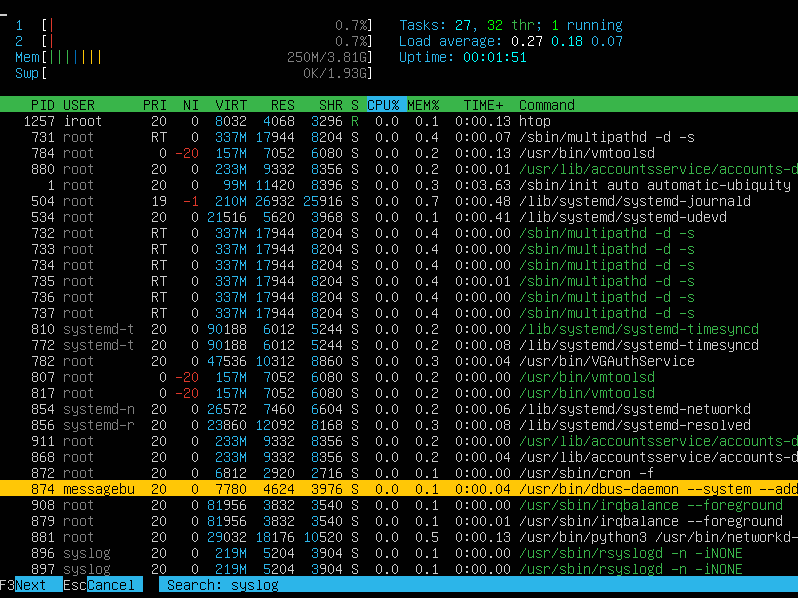 1 [| 0.7%] Tasks: 27, 32 thr; 1 running
2 [| 0.7%] Load average: 0.27 0.18 0.07
Mem[||||||| 250M/3.81G] Uptime: 00:01:51
Swp[ 0K/1.93G]
PID USER PRI NI VIRT RES SHR S CPU% MEM% TIME+ Command
1257 iroot 20 0 8032 4068 3296 R 0.0 0.1 0:00.13 htop
731 root RT 0 337M 17944 8204 S 0.0 0.4 0:00.07 /sbin/multipathd -d -s
784 root 0 -20 157M 7052 6080 S 0.0 0.2 0:00.13 /usr/bin/vmtoolsd
880 root 20 0 233M 9332 8356 S 0.0 0.2 0:00.01 /usr/lib/accountsservice/accounts-d
1 root 20 0 99M 11420 8396 S 0.0 0.3 0:03.63 /sbin/init auto automatic-ubiquity
504 root 19 -1 210M 26932 25916 S 0.0 0.7 0:00.48 /lib/systemd/systemd-journald
534 root 20 0 21516 5620 3968 S 0.0 0.1 0:00.41 /lib/systemd/systemd-udevd
732 root RT 0 337M 17944 8204 S 0.0 0.4 0:00.00 /sbin/multipathd -d -s
733 root RT 0 337M 17944 8204 S 0.0 0.4 0:00.00 /sbin/multipathd -d -s
734 root RT 0 337M 17944 8204 S 0.0 0.4 0:00.00 /sbin/multipathd -d -s
735 root RT 0 337M 17944 8204 S 0.0 0.4 0:00.01 /sbin/multipathd -d -s
736 root RT 0 337M 17944 8204 S 0.0 0.4 0:00.00 /sbin/multipathd -d -s
737 root RT 0 337M 17944 8204 S 0.0 0.4 0:00.00 /sbin/multipathd -d -s
810 systemd-t 20 0 90188 6012 5244 S 0.0 0.2 0:00.00 /lib/systemd/systemd-timesyncd
772 systemd-t 20 0 90188 6012 5244 S 0.0 0.2 0:00.08 /lib/systemd/systemd-timesyncd
782 root 20 0 47536 10312 8860 S 0.0 0.3 0:00.04 /usr/bin/VGAuthService
807 root 0 -20 157M 7052 6080 S 0.0 0.2 0:00.00 /usr/bin/vmtoolsd
817 root 0 -20 157M 7052 6080 S 0.0 0.2 0:00.00 /usr/bin/vmtoolsd
854 systemd-n 20 0 26572 7460 6604 S 0.0 0.2 0:00.06 /lib/systemd/systemd-networkd
856 systemd-r 20 0 23860 12092 8168 S 0.0 0.3 0:00.08 /lib/systemd/systemd-resolved
911 root 20 0 233M 9332 8356 S 0.0 0.2 0:00.00 /usr/lib/accountsservice/accounts-d
868 root 20 0 233M 9332 8356 S 0.0 0.2 0:00.04 /usr/lib/accountsservice/accounts-d
872 root 20 0 6812 2920 2716 S 0.0 0.1 0:00.00 /usr/sbin/cron -f
874 messagebu 20 0 7780 4624 3976 S 0.0 0.1 0:00.04 /usr/bin/dbus-daemon --system --add
908 root 20 0 81956 3832 3540 S 0.0 0.1 0:00.00 /usr/sbin/irqbalance --foreground
879 root 20 0 81956 3832 3540 S 0.0 0.1 0:00.01 /usr/sbin/irqbalance --foreground
881 root 20 0 29032 18176 10520 S 0.0 0.5 0:00.13 /usr/bin/python3 /usr/bin/networkd-
896 syslog 20 0 219M 5204 3904 S 0.0 0.1 0:00.00 /usr/sbin/rsyslogd -n -iNONE
897 syslog 20 0 219M 5204 3904 S 0.0 0.1 0:00.00 /usr/sbin/rsyslogd -n -iNONE
F3Next EscCancel Search: syslog